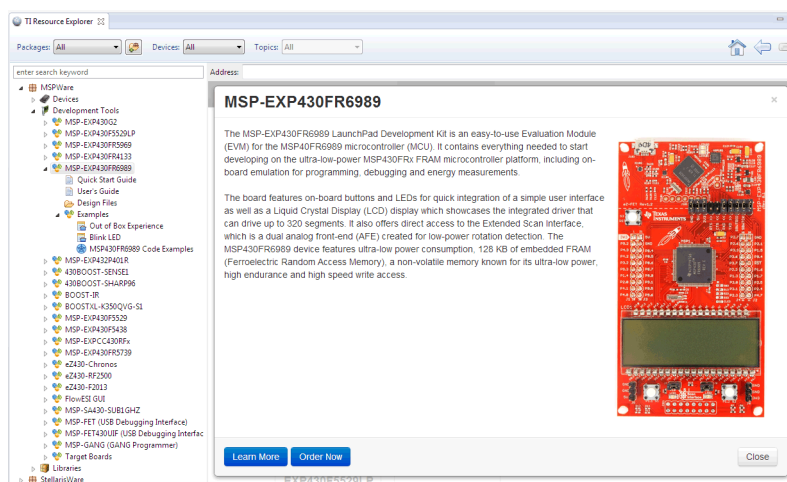 TI Resource Explorer
Packages: All Devices: All Topics: All
enter search keyword
Address:
MSPWare
Devices
Development Tools
MSP-EXP430G2
MSP-EXP430F5529LP
MSP-EXP430FR5969
MSP-EXP430FR4133
MSP-EXP430FR6989
Quick Start Guide
User's Guide
Design Files
Examples
Out of Box Experience
Blink LED
MSP430FR6989 Code Examples
MSP-EXP432P401R
430BOOST-SENSE1
430BOOST-SHARP96
BOOST-IR
BOOSTXL-K350QVG-S1
MSP-EXP430F5529
MSP-EXP430F5438
MSP-EXPCC430RFx
MSP-EXP430FR5739
eZ430-Chronos
eZ430-RF2500
eZ430-F2013
FlowESI GUI
MSP-SA430-SUB1GHZ
MSP-FET (USB Debugging Interface)
MSP-FET430UIF (USB Debugging Interfac
MSP-GANG (GANG Programmer)
Target Boards
Libraries
StellarisWare
MSP-EXP430FR6989
×
The MSP-EXP430FR6989 LaunchPad Development Kit is an easy-to-use Evaluation Module
(EVM) for the MSP40FR6989 microcontroller (MCU). It contains everything needed to start
developing on the ultra-low-power MSP430FRx FRAM microcontroller platform, including on-
board emulation for programming, debugging and energy measurements.
The board features on-board buttons and LEDs for quick integration of a simple user interface
as well as a Liquid Crystal Display (LCD) display which showcases the integrated driver that
can drive up to 320 segments. It also offers direct access to the Extended Scan Interface,
which is a dual analog front-end (AFE) created for low-power rotation detection. The
MSP430FR6989 device features ultra-low power consumption, 128 KB of embedded FRAM
(Ferroelectric Random Access Memory), a non-volatile memory known for its ultra-low power,
high endurance and high speed write access.
TEXAS
INSTRUMENTS
MSP-EXP430FR6989
Learn More
Order Now
Close
EXP430F5529LP